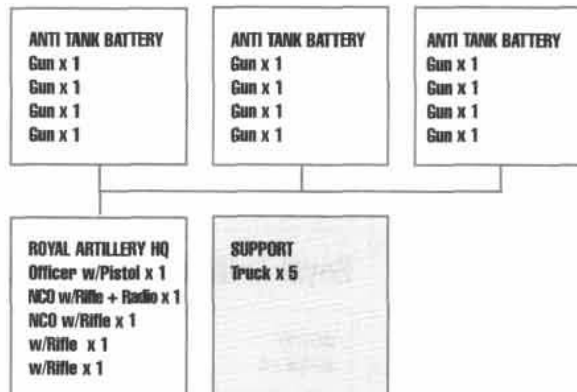 ANTI TANK BATTERY
Gun x 1
Gun x 1
Gun x 1
Gun x 1
ANTI TANK BATTERY
Gun x 1
Gun x 1
Gun x 1
Gun x 1
ANTI TANK BATTERY
Gun x 1
Gun x 1
Gun x 1
Gun x 1
ROYAL ARTILLERY HQ
Officer w/Pistol x 1
NCO w/Rifle + Radio x 1
NCO w/Rifle x 1
w/Rifle x 1
w/Rifle x 1
SUPPORT
Truck x 5